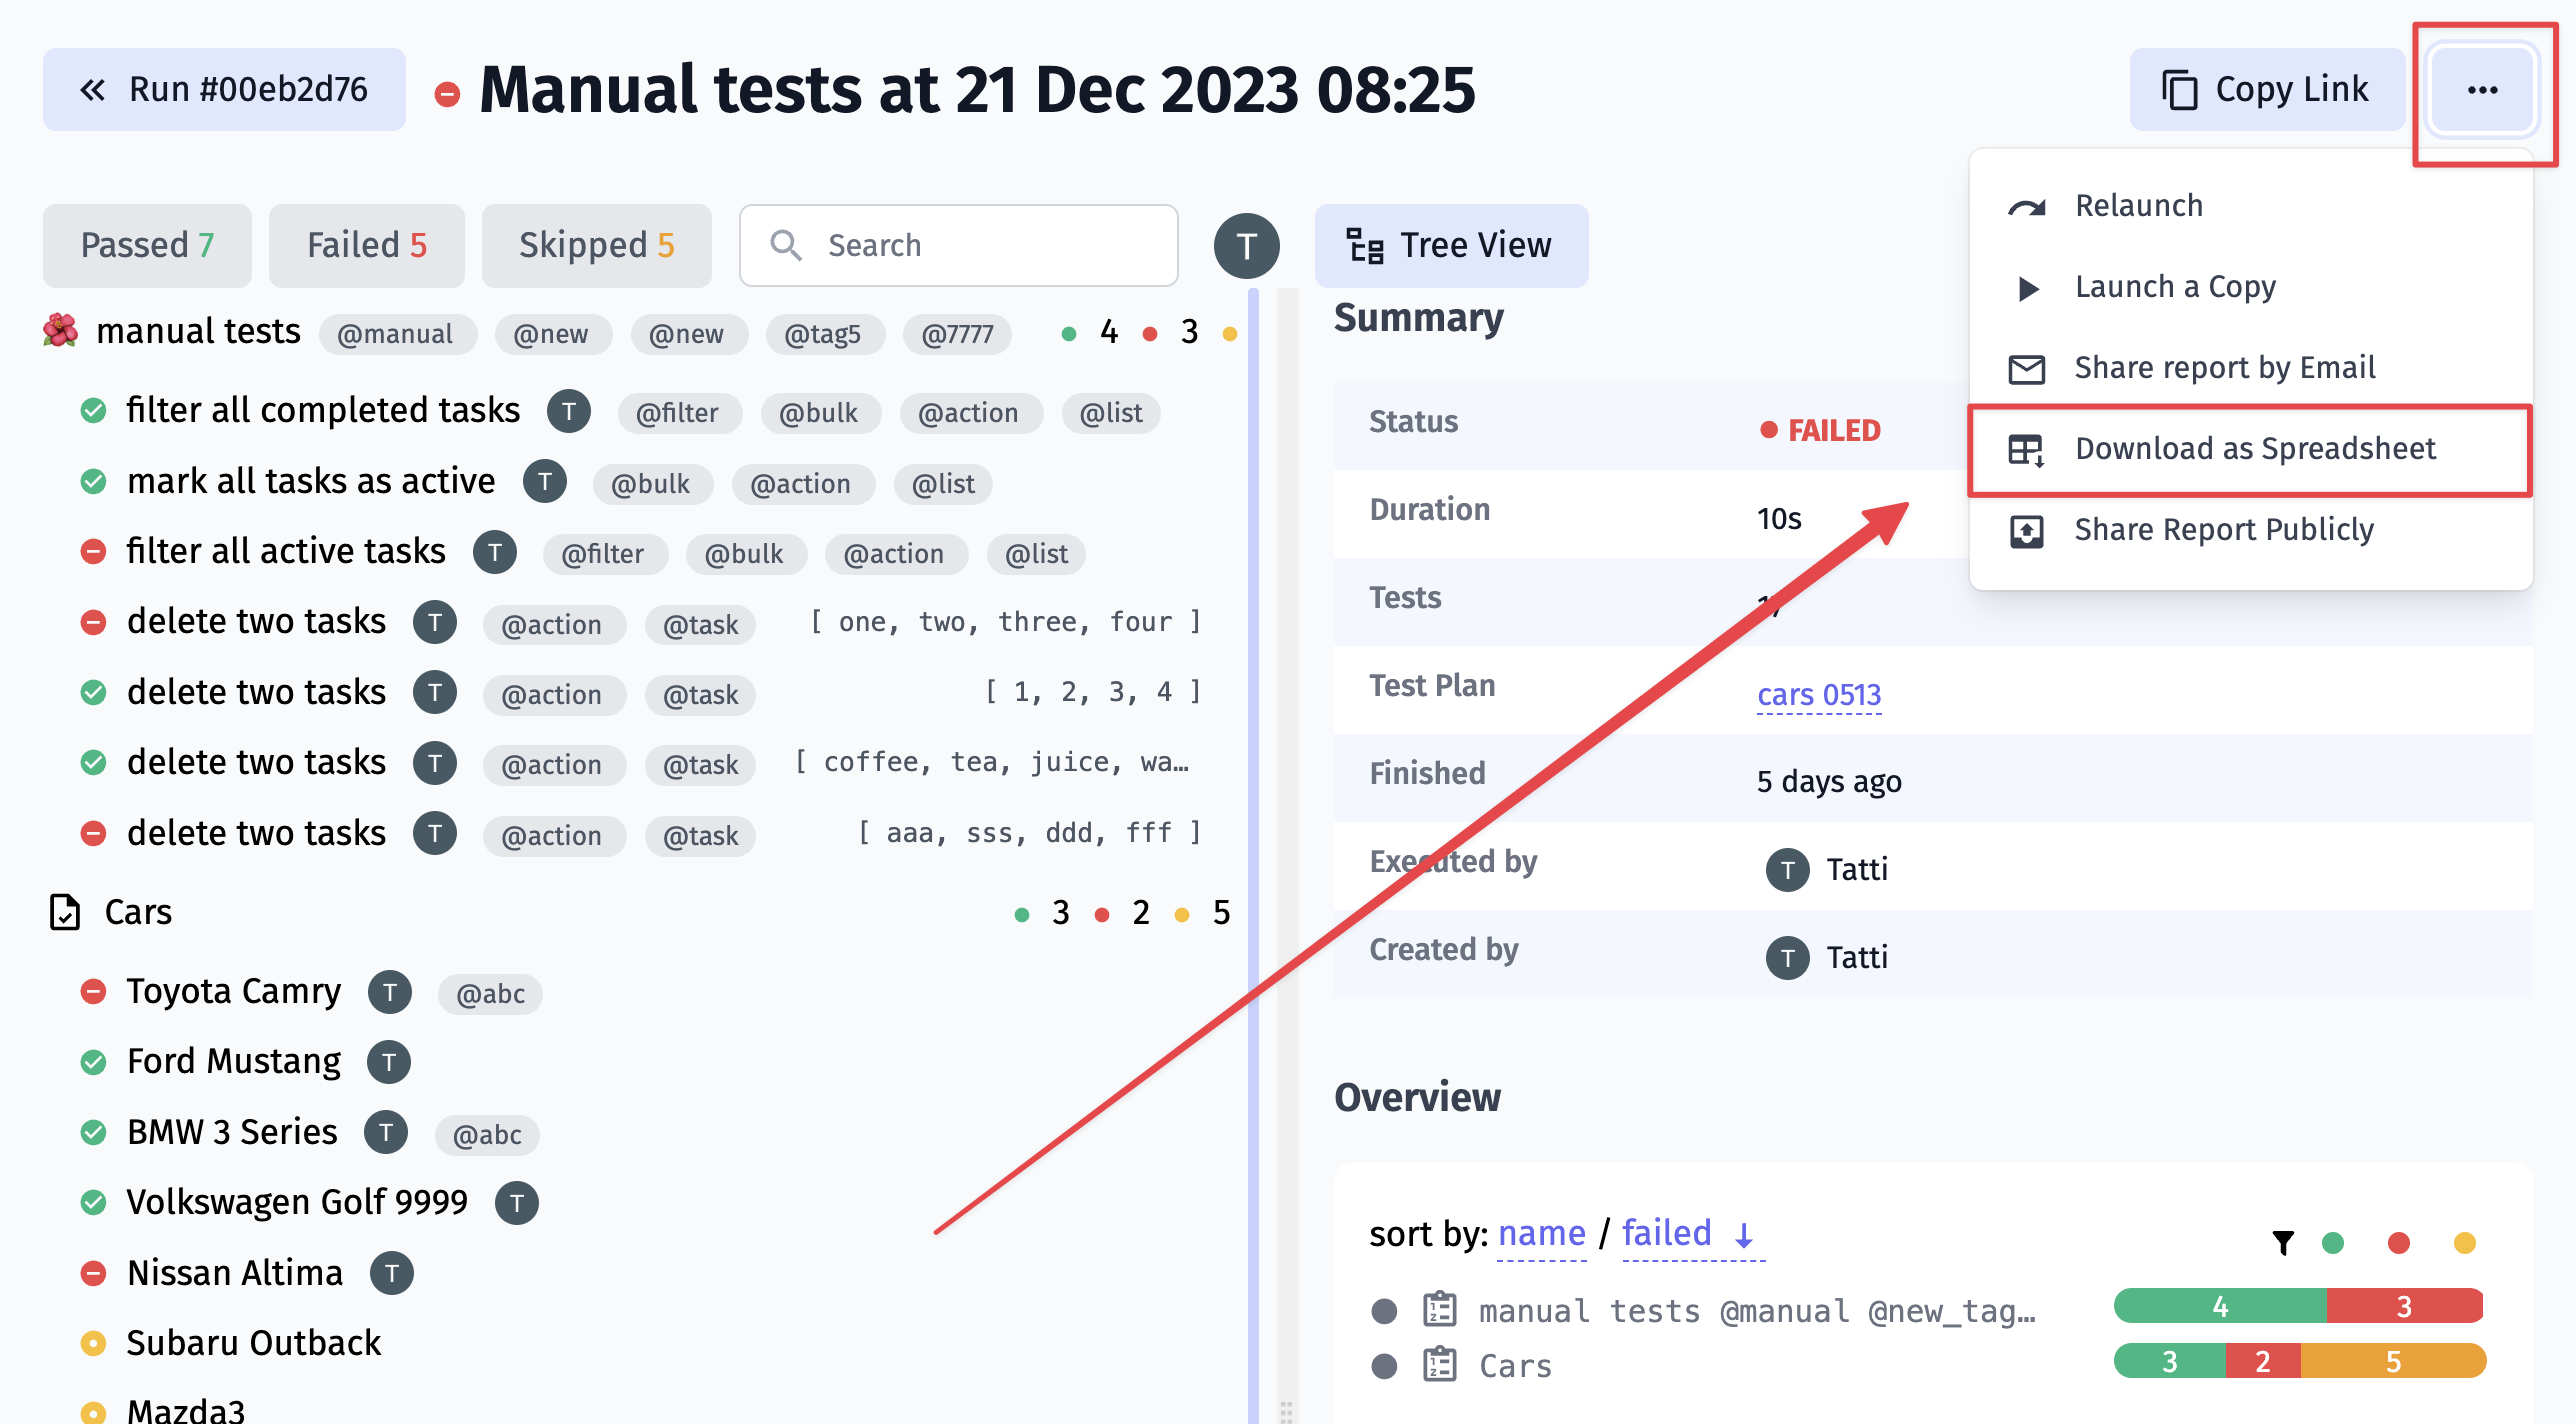 Run #00eb2d76
Manual tests at 21 Dec 2023 08:25
Copy Link
Passed 7
Failed 5
Skipped 5
Search
T
Tree View
manual tests @manual @new @new @tag5 @7777 4 3
filter all completed tasks T @filter @bulk @action @list
mark all tasks as active T @bulk @action @list
filter all active tasks T @filter @bulk @action @list
delete two tasks T @action @task [ one, two, three, four ]
delete two tasks T @action @task [ 1, 2, 3, 4 ]
delete two tasks T @action @task [ coffee, tea, juice, wa…
delete two tasks T @action @task [ aaa, sss, ddd, fff ]
Cars 3 2 5
Toyota Camry T @abc
Ford Mustang T
BMW 3 Series T @abc
Volkswagen Golf 9999 T
Nissan Altima T
Subaru Outback
Mazda3
Summary
Status FAILED
Duration 10s
Tests 17
Test Plan cars 0513
Finished 5 days ago
Executed by T Tatti
Created by T Tatti
Relaunch
Launch a Copy
Share report by Email
Download as Spreadsheet
Share Report Publicly
Overview
sort by: name / failed ↓
manual tests @manual @new_tag… 4 3
Cars 3 2 5